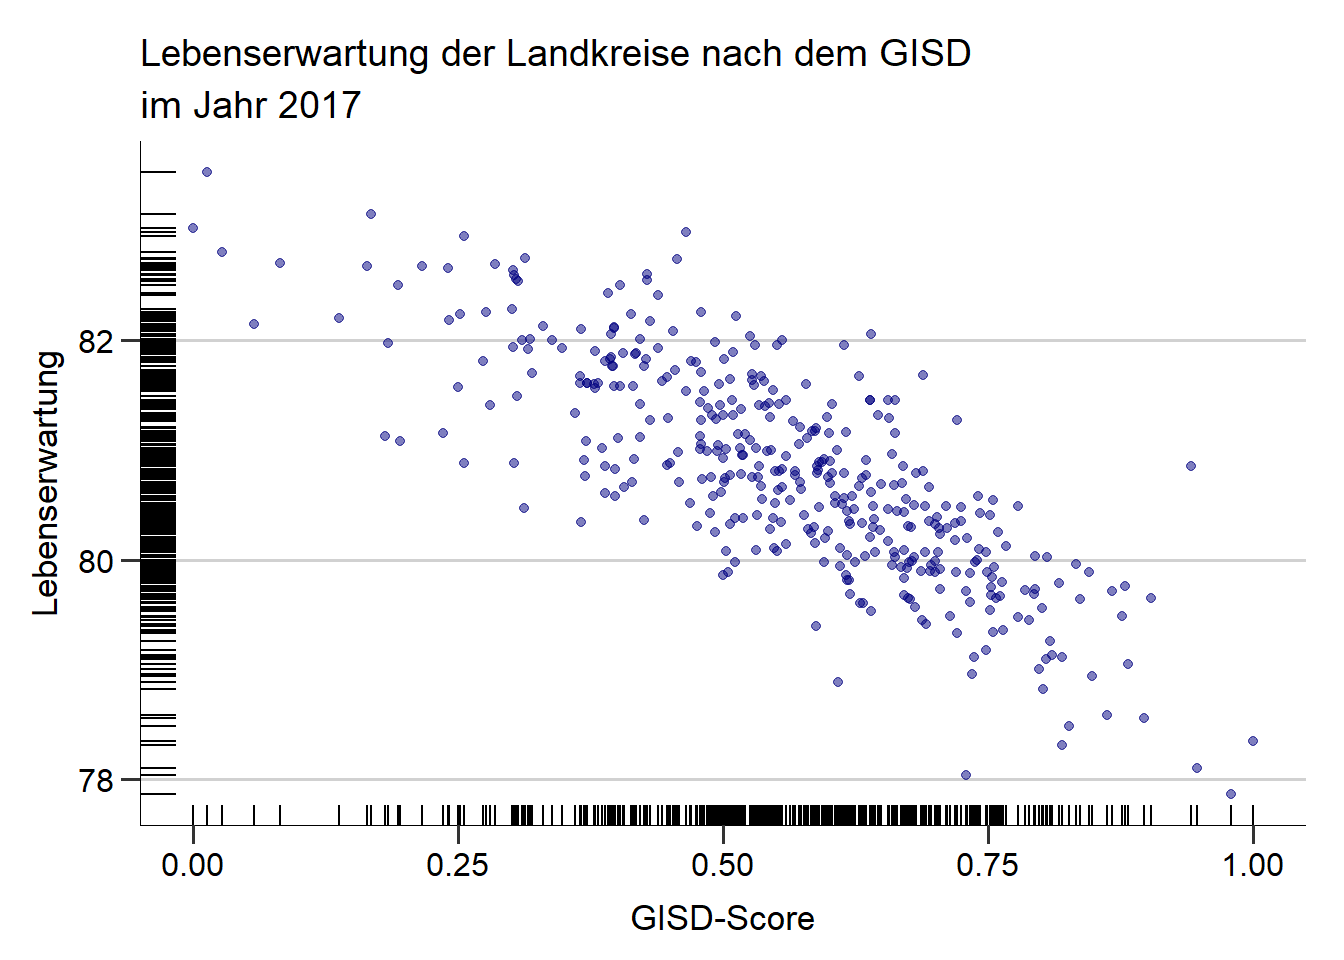 Lebenserwartung der Landkreise nach dem GISD
im Jahr 2017
Lebenserwartung
82
80
78
0.00 0.25 0.50 0.75 1.00
GISD-Score